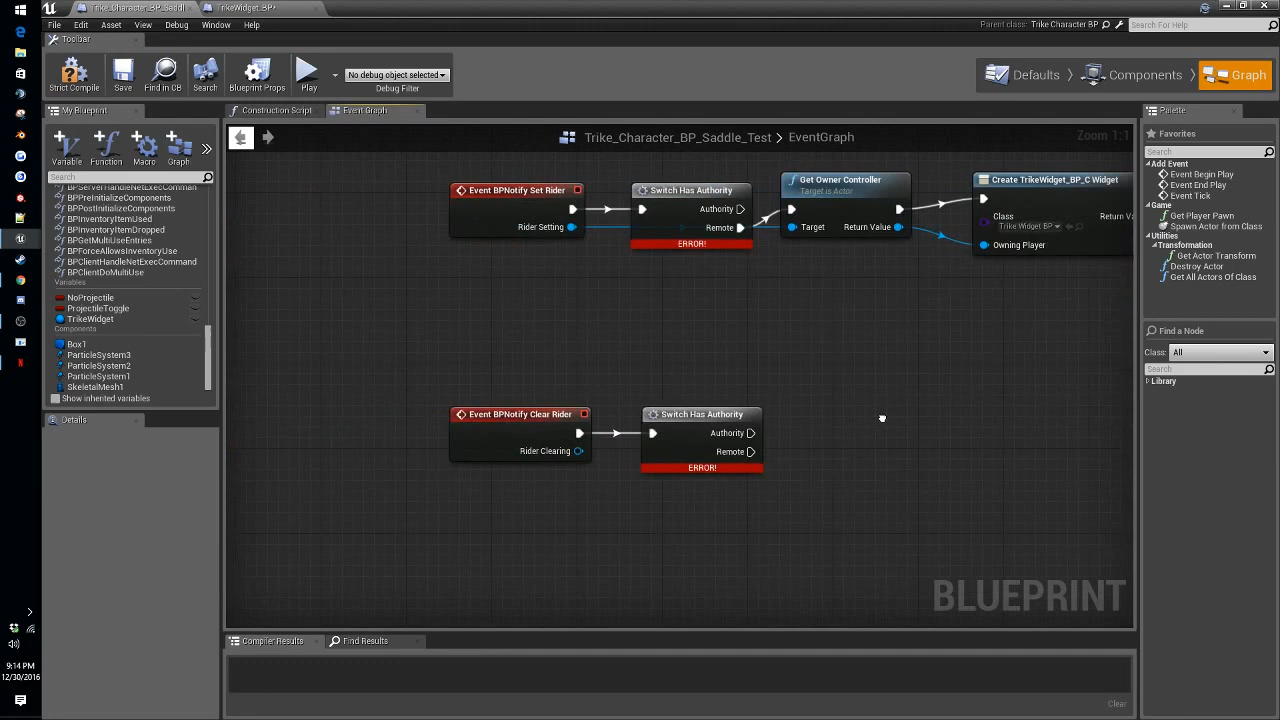 Trike_Character_BP_Saddl
TrikeWidget_BP*
File Edit Asset View Debug Window Help
Parent class: Trike Character BP
Search For Help
Toolbar
Strict Compile
Save
Find in CB
Search
Blueprint Props
Play
No debug object selected
Debug Filter
Defaults
Components
Graph
My Blueprint
Construction Script
Event Graph
Palette
Variable
Function
Macro
Graph
Search
BPServerHandleNetExecComman
BPPreInitializeComponents
BPPostInitializeComponents
BPInventoryItemUsed
BPInventoryItemDropped
BPGetMultiUseEntries
BPForceAllowsInventoryUse
BPClientHandleNetExecCommand
BPClientDoMultiUse
Variables
NoProjectile
ProjectileToggle
TrikeWidget
Components
Box1
ParticleSystem3
ParticleSystem2
ParticleSystem1
SkeletalMesh1
Show inherited variables
Details
Trike_Character_BP_Saddle_Test > EventGraph
Zoom 1:1
Event BPNotify Set Rider
Rider Setting
Switch Has Authority
Authority
Remote
ERROR!
Get Owner Controller
Target is Actor
Target
Return Value
Create TrikeWidget_BP_C Widget
Class
Trike Widget BP
Return Va
Owning Player
Event BPNotify Clear Rider
Rider Clearing
Switch Has Authority
Authority
Remote
ERROR!
BLUEPRINT
Favorites
Search
Add Event
Event Begin Play
Event End Play
Event Tick
Game
Get Player Pawn
Spawn Actor from Class
Utilities
Transformation
Get Actor Transform
Destroy Actor
Get All Actors Of Class
Find a Node
Class: All
Search
Library
Compiler Results
Find Results
Clear
9:14 PM
12/30/2016